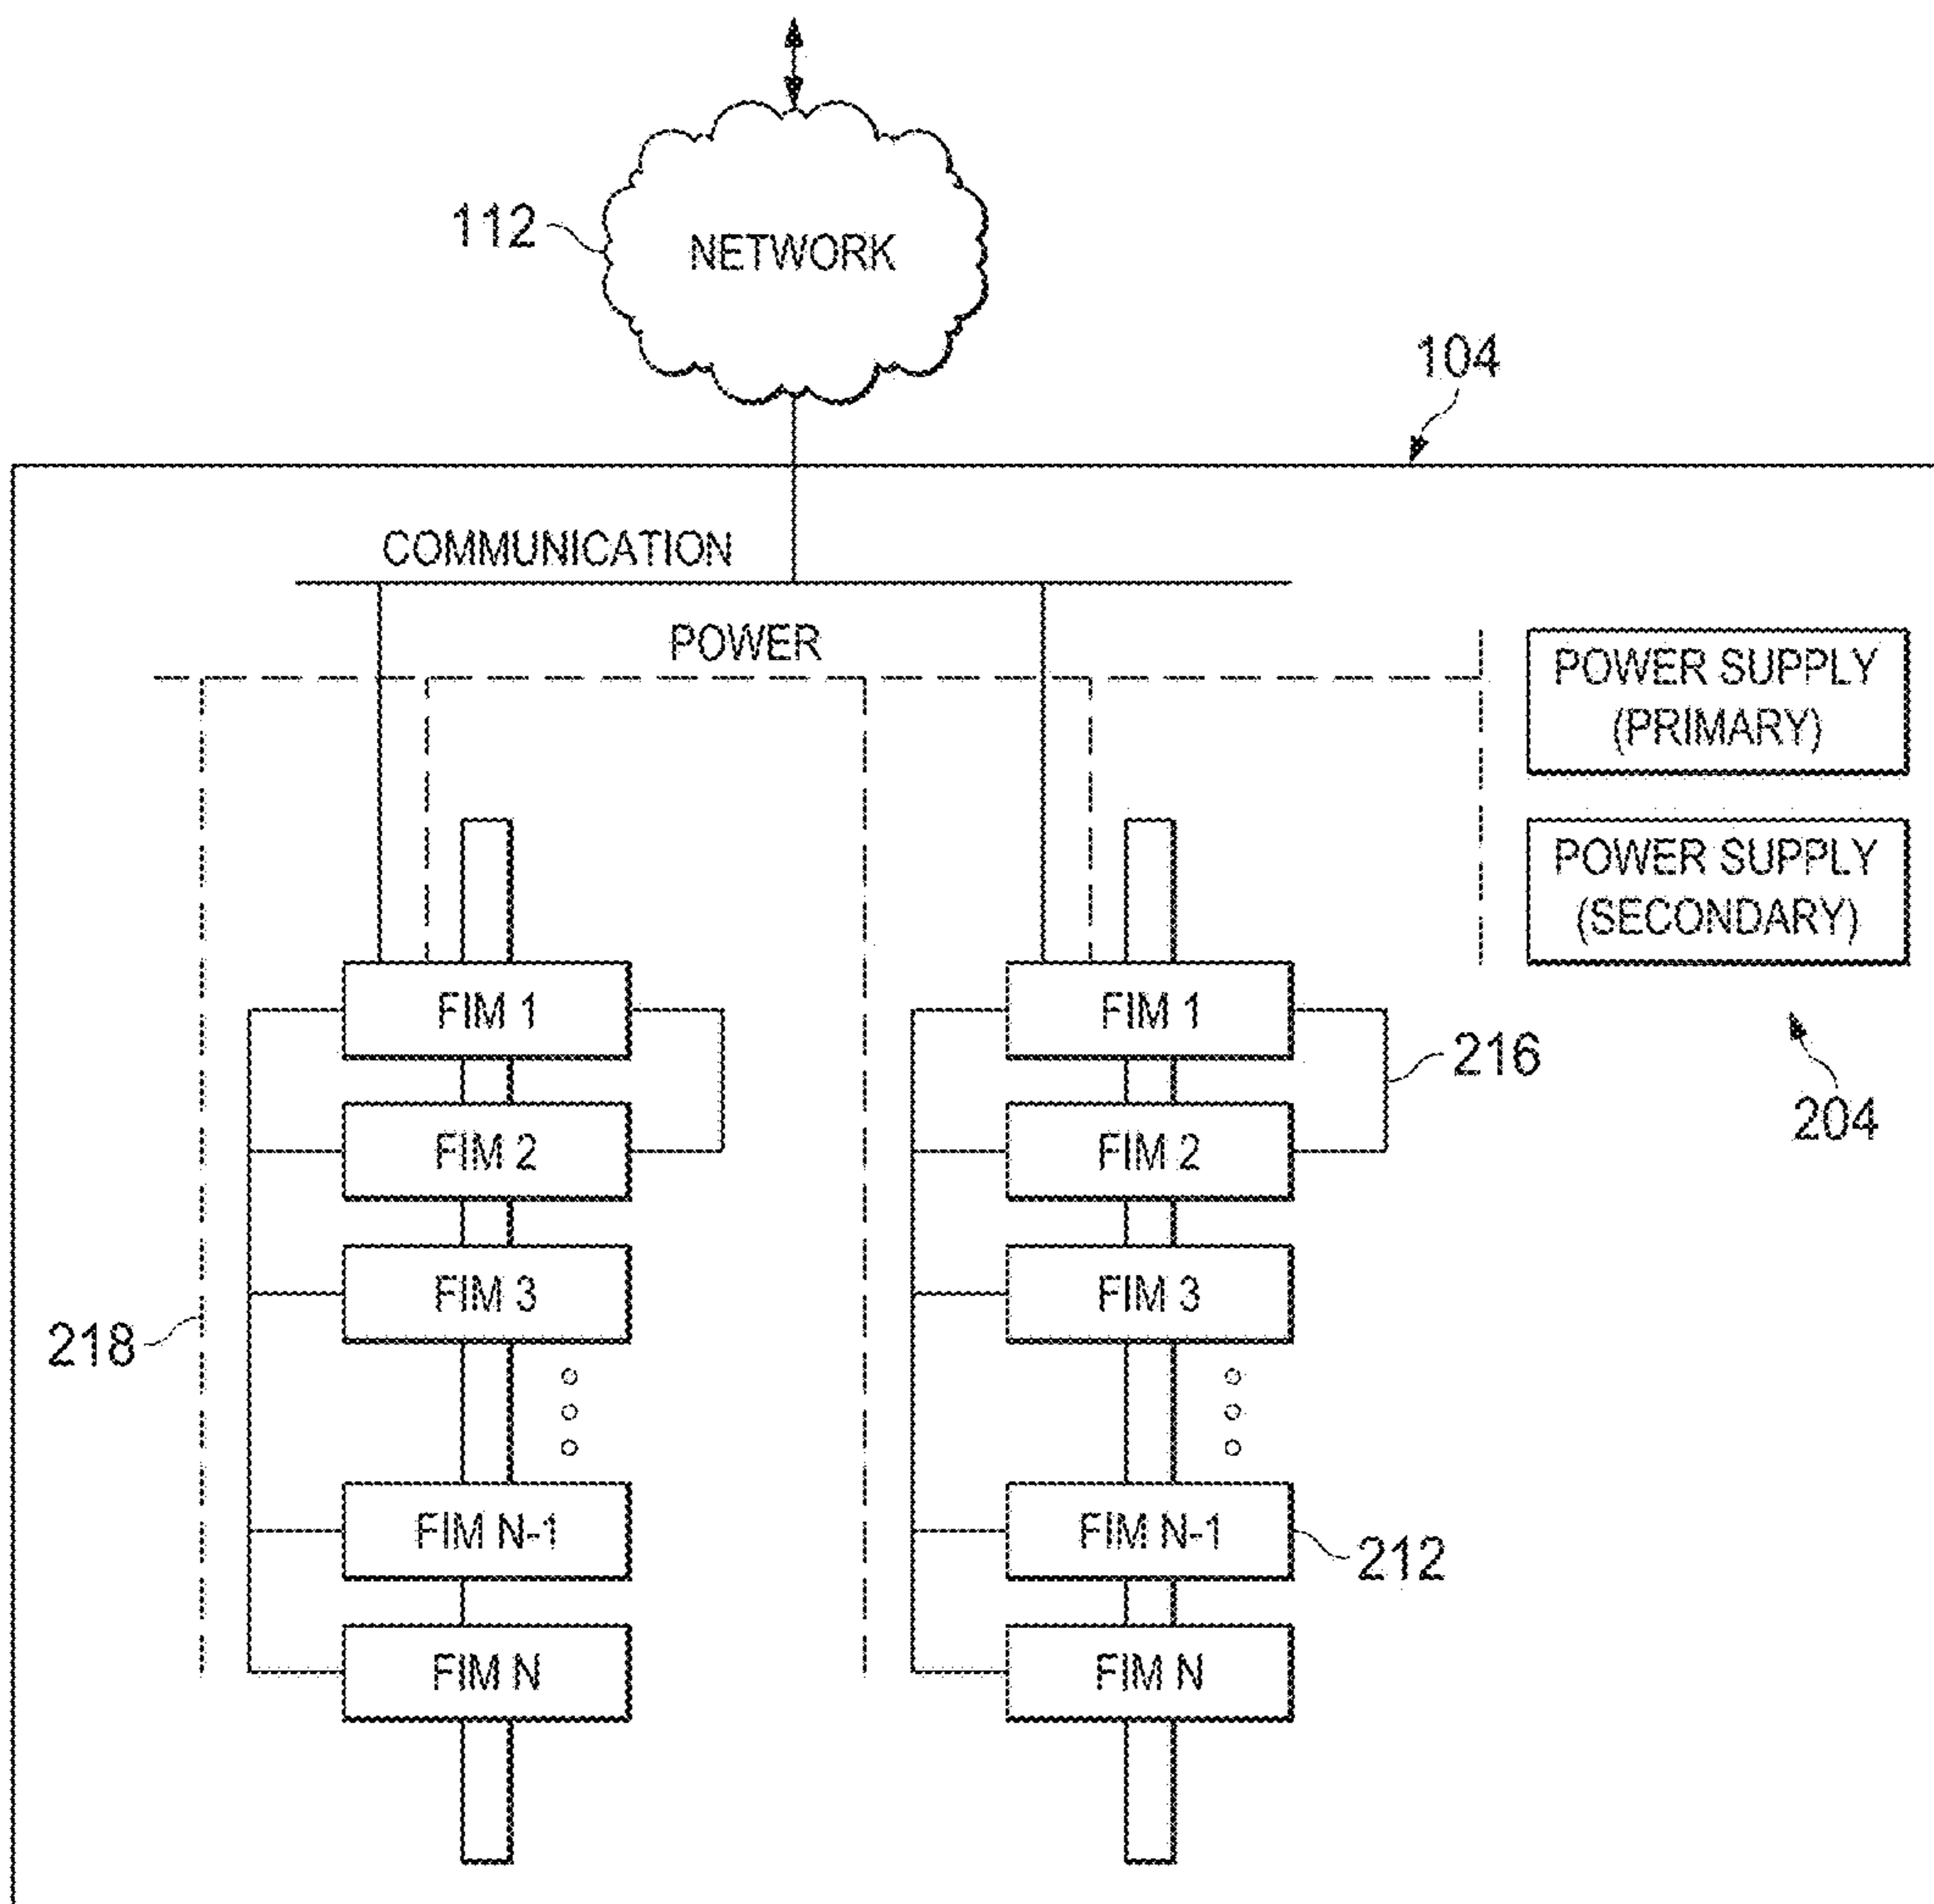 112
NETWORK
104
COMMUNICATION
POWER
POWER SUPPLY
(PRIMARY)
POWER SUPPLY
(SECONDARY)
204
FIM 1
FIM 2
FIM 3
FIM N-1
FIM N
218
FIM 1
FIM 2
FIM 3
FIM N-1
FIM N
216
212